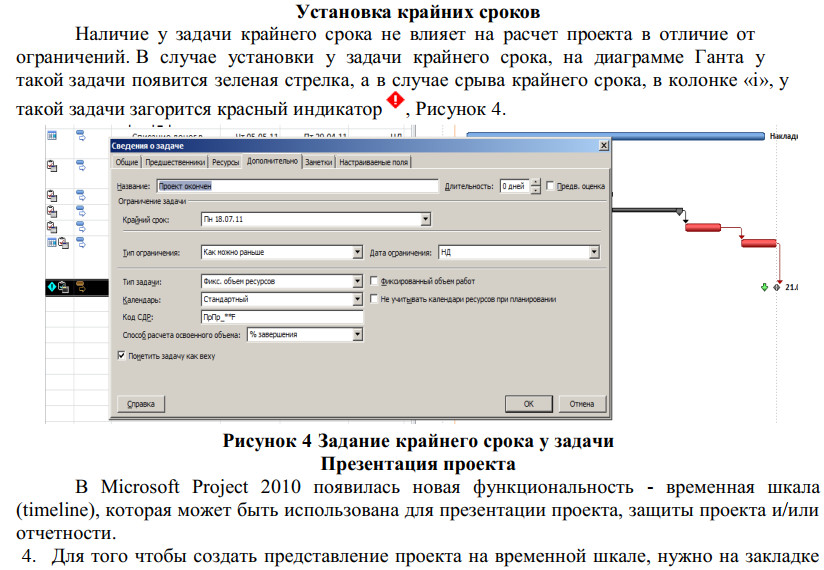 Установка крайних сроков
Наличие у задачи крайнего срока не влияет на расчет проекта в отличие от
ограничений. В случае установки у задачи крайнего срока, на диаграмме Ганта у
такой задачи появится зеленая стрелка, а в случае срыва крайнего срока, в колонке «i», у
такой задачи загорится красный индикатор , Рисунок 4.
Накладн
Сведения о задаче
Общие Предшественники Ресурсы Дополнительно Заметки Настраиваемые поля
Название: Проект окончен Длительность: 0 дней Предв. оценка
Ограничение задачи
Крайний срок: Пн 18.07.11
Тип ограничения: Как можно раньше Дата ограничения: НД
Тип задачи: Фикс. объем ресурсов Фиксированный объем работ
Календарь: Стандартный Не учитывать календари ресурсов при планировании
Код СДР: ПрПр_**F
Способ расчета освоенного объема: % завершения
Пометить задачу как веху
Справка ОК Отмена
Рисунок 4 Задание крайнего срока у задачи
Презентация проекта
В Microsoft Project 2010 появилась новая функциональность - временная шкала
(timeline), которая может быть использована для презентации проекта, защиты проекта и/или
отчетности.
4. Для того чтобы создать представление проекта на временной шкале, нужно на закладке